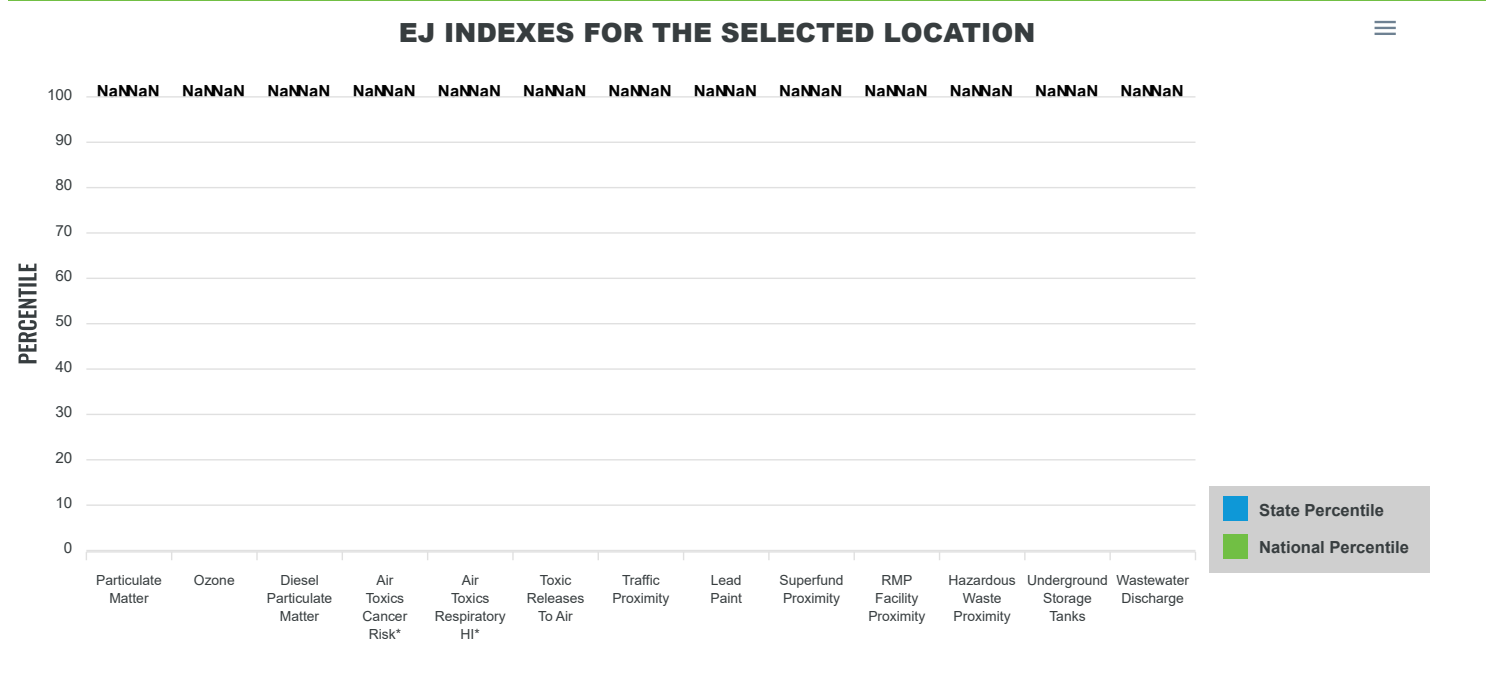 EJ INDEXES FOR THE SELECTED LOCATION
PERCENTILE
100
90
80
70
60
50
40
30
20
10
0
NaNNaN NaNNaN NaNNaN NaNNaN NaNNaN NaNNaN NaNNaN NaNNaN NaNNaN NaNNaN NaNNaN NaNNaN NaNNaN
Particulate
Matter
Ozone
Diesel
Particulate
Matter
Air
Toxics
Cancer
Risk*
Air
Toxics
Respiratory
HI*
Toxic
Releases
To Air
Traffic
Proximity
Lead
Paint
Superfund
Proximity
RMP
Facility
Proximity
Hazardous
Waste
Proximity
Underground
Storage
Tanks
Wastewater
Discharge
State Percentile
National Percentile